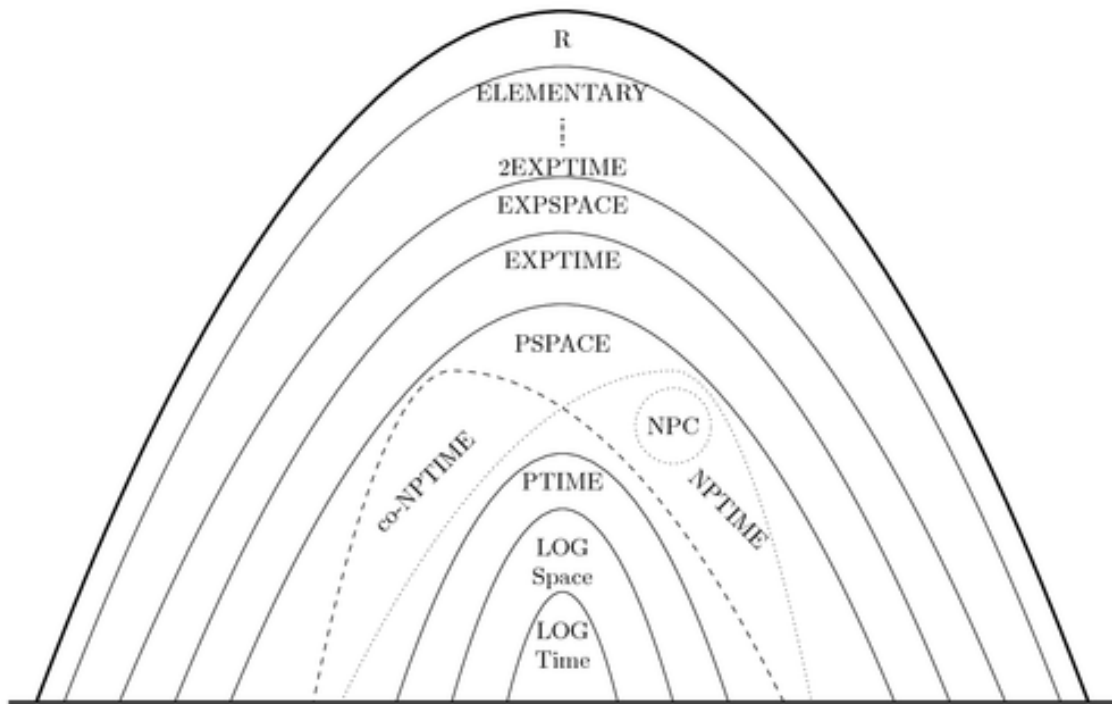 R
ELEMENTARY
2EXPTIME
EXPSPACE
EXPTIME
PSPACE
NPC
co-NPTIME
NPTIME
PTIME
LOG
Space
LOG
Time